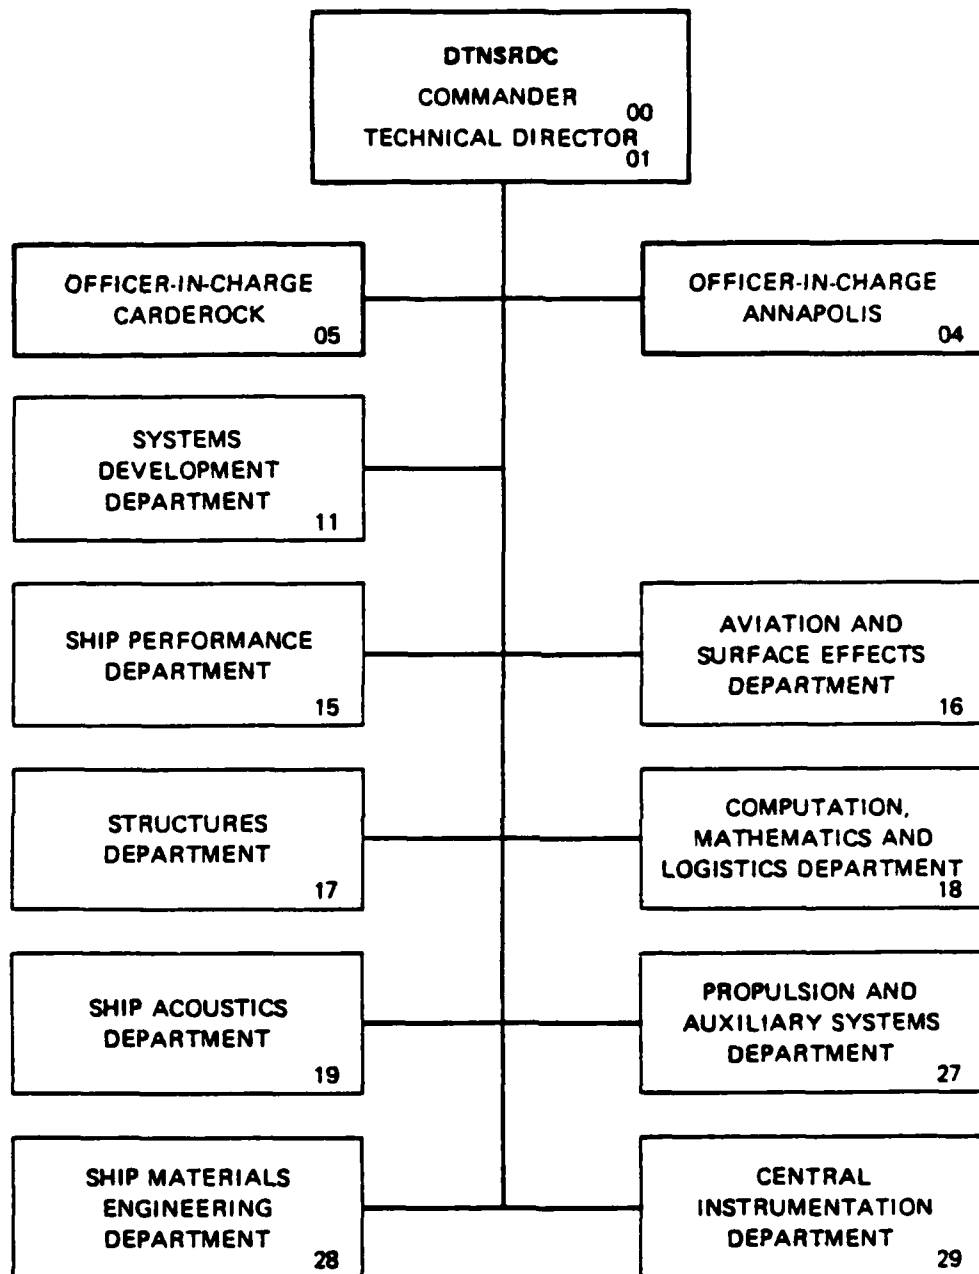 DTNSRDC
COMMANDER 00
TECHNICAL DIRECTOR 01
OFFICER-IN-CHARGE
CARDEROCK
05
OFFICER-IN-CHARGE
ANNAPOLIS
04
SYSTEMS
DEVELOPMENT
DEPARTMENT
11
SHIP PERFORMANCE
DEPARTMENT
15
AVIATION AND
SURFACE EFFECTS
DEPARTMENT
16
STRUCTURES
DEPARTMENT
17
COMPUTATION,
MATHEMATICS AND
LOGISTICS DEPARTMENT
18
SHIP ACOUSTICS
DEPARTMENT
19
PROPULSION AND
AUXILIARY SYSTEMS
DEPARTMENT
27
SHIP MATERIALS
ENGINEERING
DEPARTMENT
28
CENTRAL
INSTRUMENTATION
DEPARTMENT
29